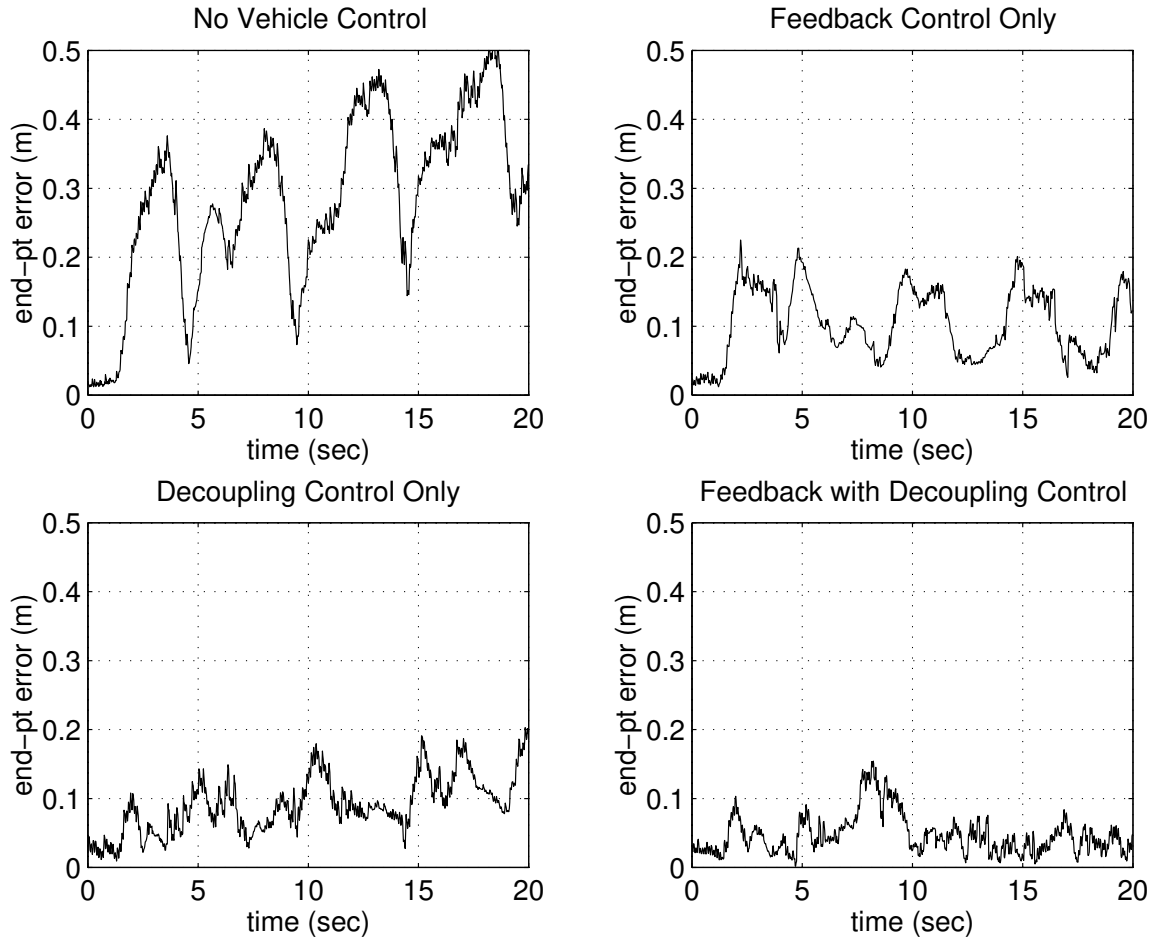 No Vehicle Control
0.5
0.4
0.3
0.2
0.1
0
end-pt error (m)
0 5 10 15 20
time (sec)
Feedback Control Only
0.5
0.4
0.3
0.2
0.1
0
end-pt error (m)
0 5 10 15 20
time (sec)
Decoupling Control Only
0.5
0.4
0.3
0.2
0.1
0
end-pt error (m)
0 5 10 15 20
time (sec)
Feedback with Decoupling Control
0.5
0.4
0.3
0.2
0.1
0
end-pt error (m)
0 5 10 15 20
time (sec)